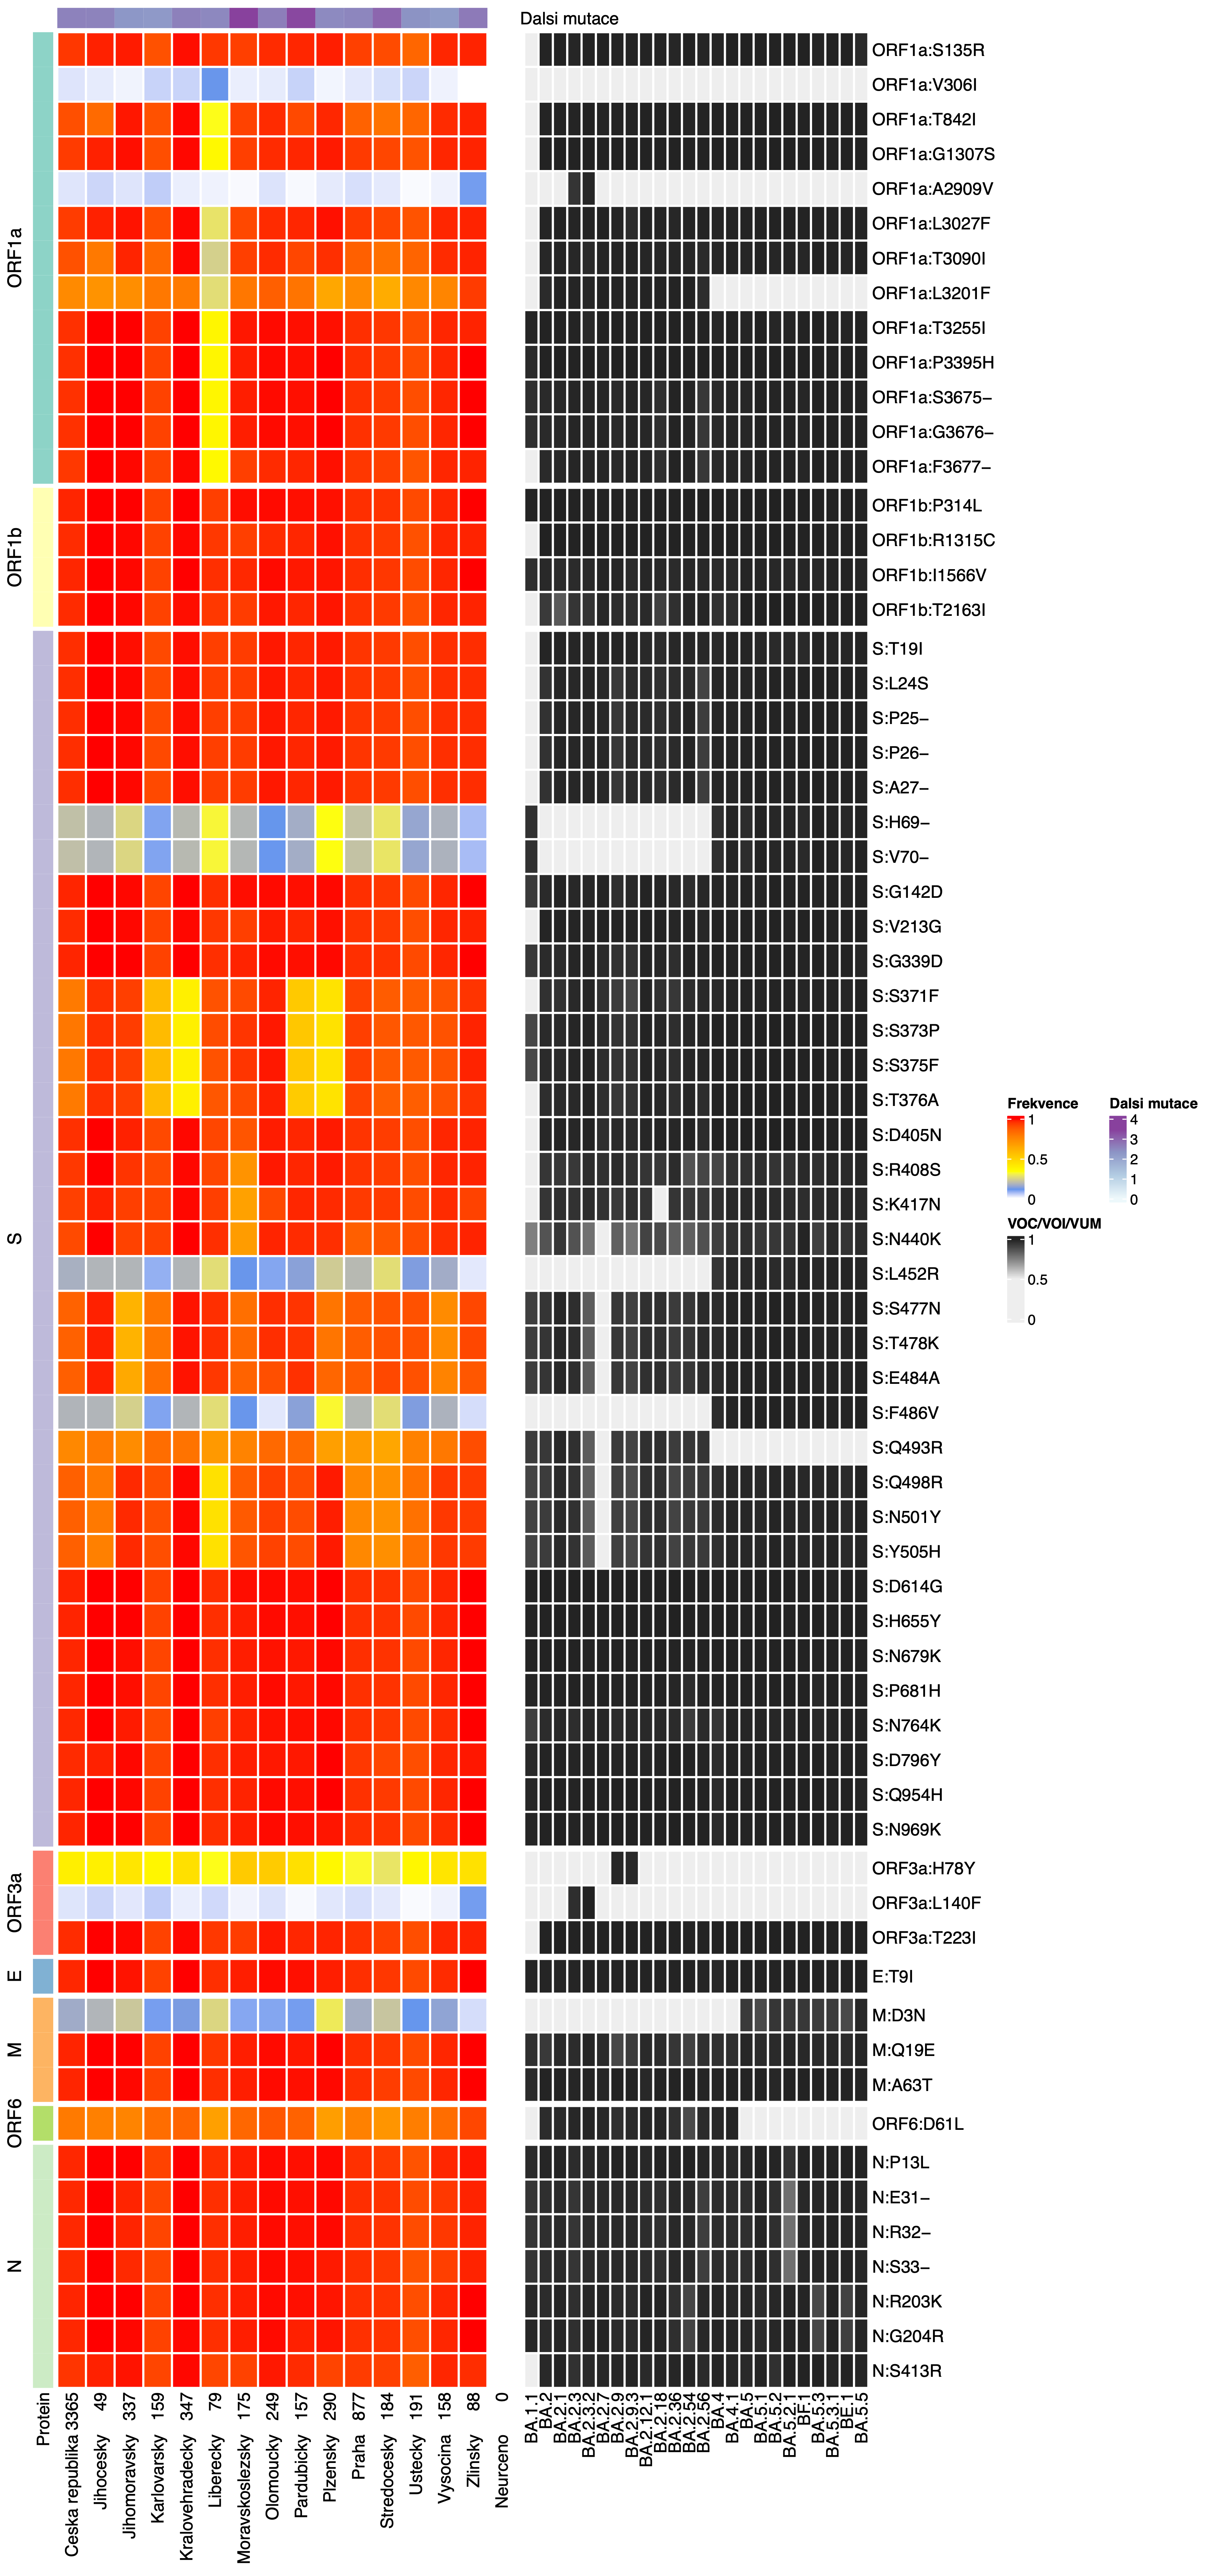 Dalsi mutace
ORF1a
ORF1a:S135R
ORF1a:V306I
ORF1a:T842I
ORF1a:G1307S
ORF1a:A2909V
ORF1a:L3027F
ORF1a:T3090I
ORF1a:L3201F
ORF1a:T3255I
ORF1a:P3395H
ORF1a:S3675–
ORF1a:G3676–
ORF1a:F3677–
ORF1b
ORF1b:P314L
ORF1b:R1315C
ORF1b:I1566V
ORF1b:T2163I
S
S:T19I
S:L24S
S:P25–
S:P26–
S:A27–
S:H69–
S:V70–
S:G142D
S:V213G
S:G339D
S:S371F
S:S373P
S:S375F
S:T376A
S:D405N
S:R408S
S:K417N
S:N440K
S:L452R
S:S477N
S:T478K
S:E484A
S:F486V
S:Q493R
S:Q498R
S:N501Y
S:Y505H
S:D614G
S:H655Y
S:N679K
S:P681H
S:N764K
S:D796Y
S:Q954H
S:N969K
ORF3a
ORF3a:H78Y
ORF3a:L140F
ORF3a:T223I
E
E:T9I
M
M:D3N
M:Q19E
M:A63T
ORF6
ORF6:D61L
N
N:P13L
N:E31–
N:R32–
N:S33–
N:R203K
N:G204R
N:S413R
Protein
Ceska republika 3365
Jihocesky 49
Jihomoravsky 337
Karlovarsky 159
Kralovehradecky 347
Liberecky 79
Moravskoslezsky 175
Olomoucky 249
Pardubicky 157
Plzensky 290
Praha 877
Stredocesky 184
Ustecky 191
Vysocina 158
Zlinsky 88
Neurceno 0
BA.1.1
BA.2
BA.2.1
BA.2.3
BA.2.3.2
BA.2.7
BA.2.9
BA.2.9.3
BA.2.12.1
BA.2.18
BA.2.36
BA.2.54
BA.2.56
BA.4
BA.4.1
BA.5
BA.5.1
BA.5.2
BA.5.2.1
BF.1
BA.5.3
BA.5.3.1
BE.1
BA.5.5
Frekvence
1
0.5
0
Dalsi mutace
4
3
2
1
0
VOC/VOI/VUM
1
0.5
0